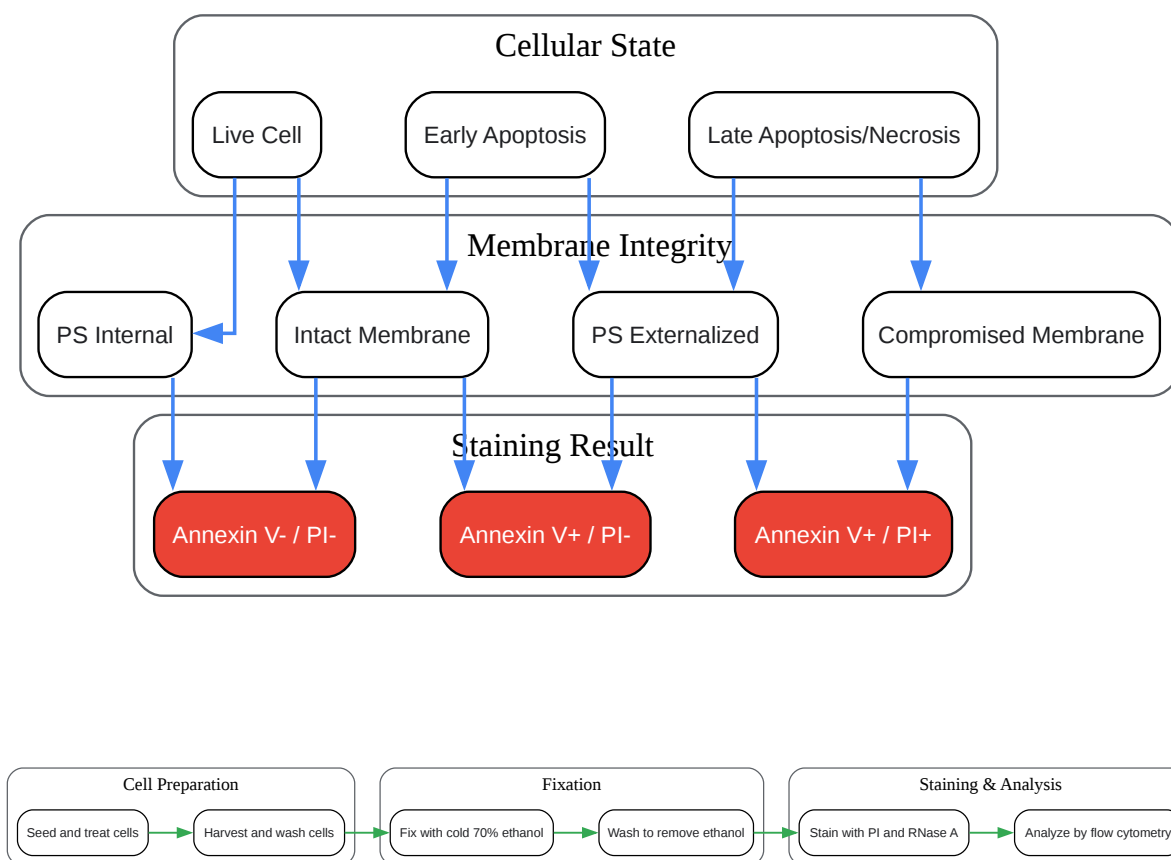 Cellular State
Live Cell
Early Apoptosis
Late Apoptosis/Necrosis
Membrane Integrity
PS Internal
Intact Membrane
PS Externalized
Compromised Membrane
Staining Result
Annexin V- / PI-
Annexin V+ / PI-
Annexin V+ / PI+
Cell Preparation
Seed and treat cells
Harvest and wash cells
Fixation
Fix with cold 70% ethanol
Wash to remove ethanol
Staining & Analysis
Stain with PI and RNase A
Analyze by flow cytometry